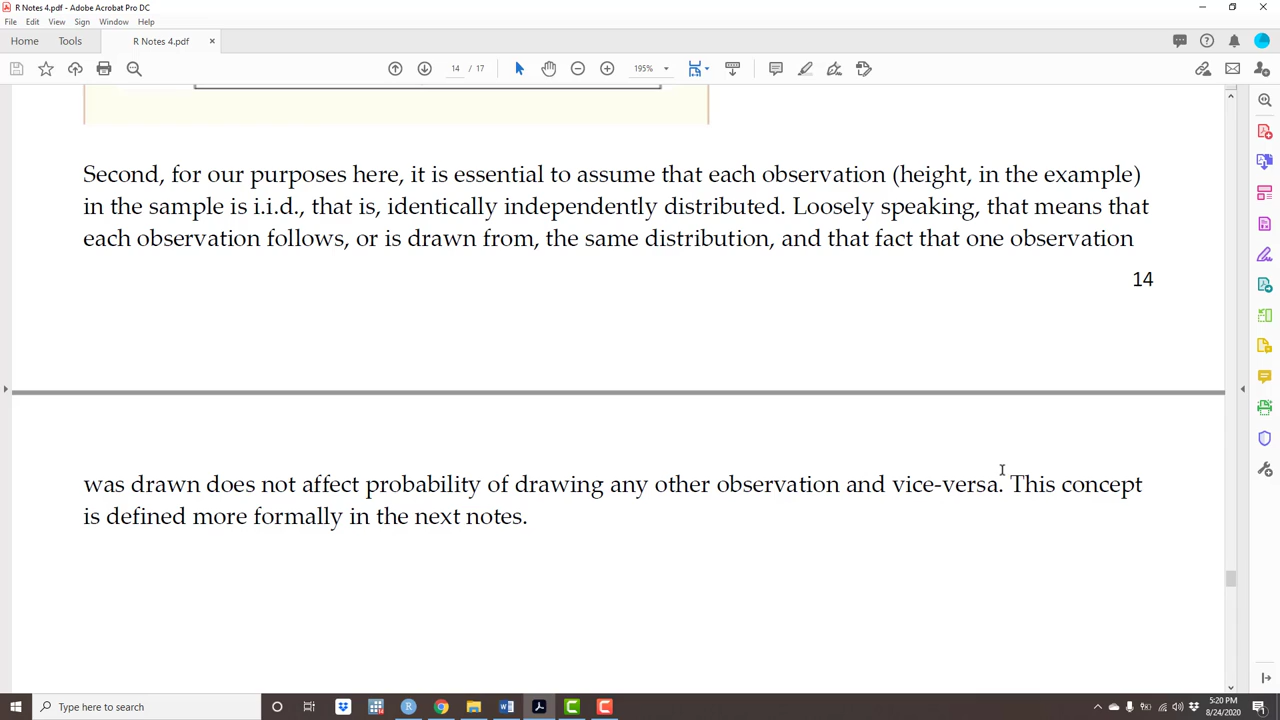 R Notes 4.pdf - Adobe Acrobat Pro DC
File Edit View Sign Window Help
Home Tools R Notes 4.pdf ×
14 / 17 195%
Second, for our purposes here, it is essential to assume that each observation (height, in the example)
in the sample is i.i.d., that is, identically independently distributed. Loosely speaking, that means that
each observation follows, or is drawn from, the same distribution, and that fact that one observation
14
was drawn does not affect probability of drawing any other observation and vice-versa. This concept
is defined more formally in the next notes.
Type here to search
5:20 PM
8/24/2020